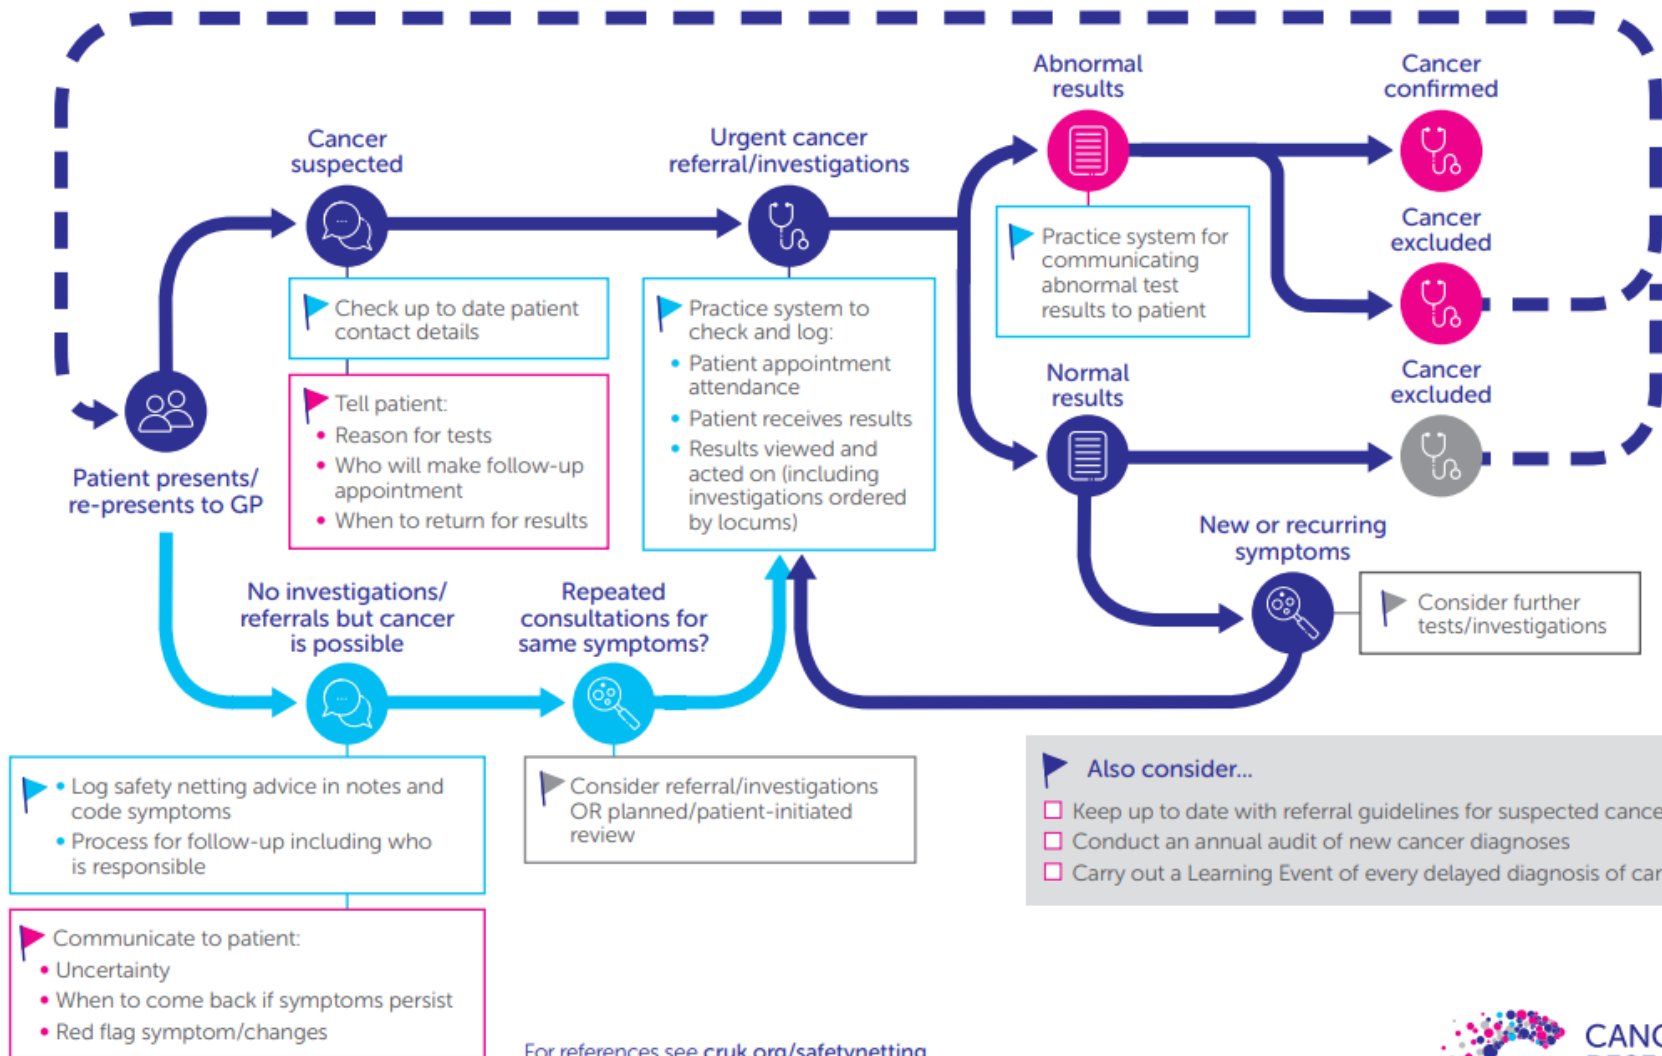 Abnormal
results
Cancer
confirmed
Cancer
suspected
Urgent cancer
referral/investigations
Practice system for
communicating
abnormal test
results to patient
Cancer
excluded
Check up to date patient
contact details
Tell patient:
• Reason for tests
• Who will make follow-up
appointment
• When to return for results
Practice system to
check and log:
• Patient appointment
attendance
• Patient receives results
• Results viewed and
acted on (including
investigations ordered
by locums)
Normal
results
Cancer
excluded
Patient presents/
re-presents to GP
New or recurring
symptoms
Consider further
tests/investigations
No investigations/
referrals but cancer
is possible
Repeated
consultations for
same symptoms?
• Log safety netting advice in notes and
code symptoms
• Process for follow-up including who
is responsible
Consider referral/investigations
OR planned/patient-initiated
review
Also consider...
Keep up to date with referral guidelines for suspected cance
Conduct an annual audit of new cancer diagnoses
Carry out a Learning Event of every delayed diagnosis of can
Communicate to patient:
• Uncertainty
• When to come back if symptoms persist
• Red flag symptom/changes
For references see cruk.org/safetynetting
CANC